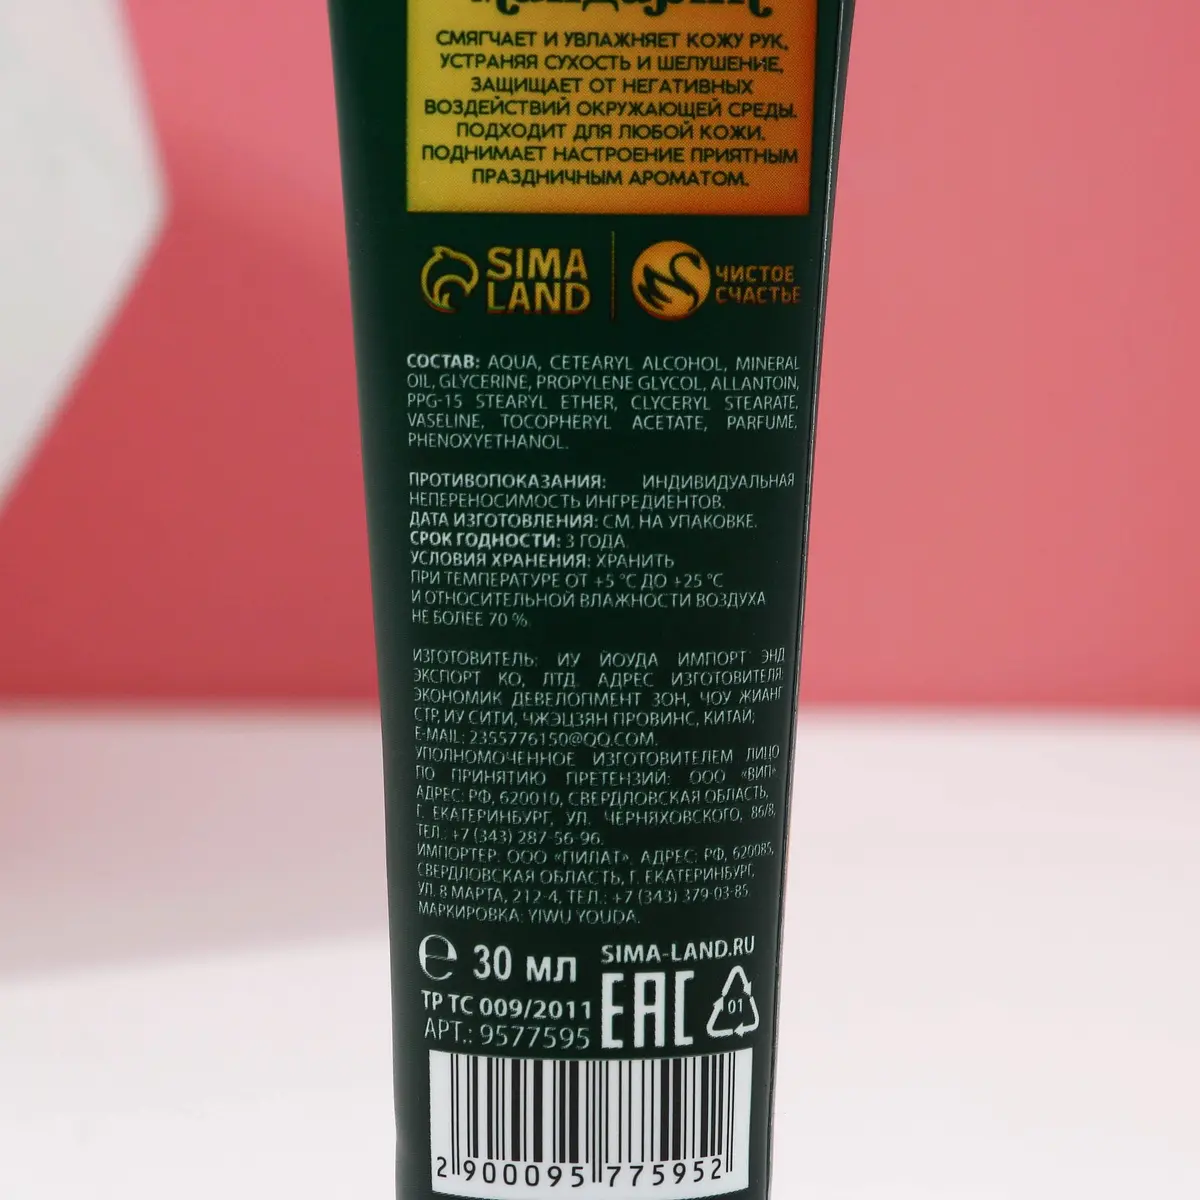 Мандарин
СМЯГЧАЕТ И УВЛАЖНЯЕТ КОЖУ РУК,
УСТРАНЯЯ СУХОСТЬ И ШЕЛУШЕНИЕ,
ЗАЩИЩАЕТ ОТ НЕГАТИВНЫХ
ВОЗДЕЙСТВИЙ ОКРУЖАЮЩЕЙ СРЕДЫ.
ПОДХОДИТ ДЛЯ ЛЮБОЙ КОЖИ.
ПОДНИМАЕТ НАСТРОЕНИЕ ПРИЯТНЫМ
ПРАЗДНИЧНЫМ АРОМАТОМ.
SIMA
LAND
ЧИСТОЕ
СЧАСТЬЕ
СОСТАВ: AQUA, CETEARYL ALCOHOL, MINERAL
OIL, GLYCERINE, PROPYLENE GLYCOL, ALLANTOIN,
PPG-15 STEARYL ETHER, CLYCERYL STEARATE,
VASELINE, TOCOPHERYL ACETATE, PARFUME,
PHENOXYETHANOL.
ПРОТИВОПОКАЗАНИЯ: ИНДИВИДУАЛЬНАЯ
НЕПЕРЕНОСИМОСТЬ ИНГРЕДИЕНТОВ.
ДАТА ИЗГОТОВЛЕНИЯ: СМ. НА УПАКОВКЕ.
СРОК ГОДНОСТИ: 3 ГОДА.
УСЛОВИЯ ХРАНЕНИЯ: ХРАНИТЬ
ПРИ ТЕМПЕРАТУРЕ ОТ +5 °C ДО +25 °C
И ОТНОСИТЕЛЬНОЙ ВЛАЖНОСТИ ВОЗДУХА
НЕ БОЛЕЕ 70 %.
ИЗГОТОВИТЕЛЬ: ИУ ЙОУДА ИМПОРТ ЭНД
ЭКСПОРТ КО, ЛТД. АДРЕС ИЗГОТОВИТЕЛЯ:
ЭКОНОМИК ДЕВЕЛОПМЕНТ ЗОН, ЧОУ ЖИАНГ
СТР, ИУ СИТИ, ЧЖЭЦЗЯН ПРОВИНС, КИТАЙ;
E-MAIL: 2355776150@QQ.COM.
УПОЛНОМОЧЕННОЕ ИЗГОТОВИТЕЛЕМ ЛИЦО
ПО ПРИНЯТИЮ ПРЕТЕНЗИЙ: ООО «ВИП»
АДРЕС: РФ, 620010, СВЕРДЛОВСКАЯ ОБЛАСТЬ,
Г. ЕКАТЕРИНБУРГ, УЛ. ЧЕРНЯХОВСКОГО, 86/8,
ТЕЛ.: +7 (343) 287-56-96.
ИМПОРТЕР: ООО «ПИЛАТ», АДРЕС: РФ, 620085,
СВЕРДЛОВСКАЯ ОБЛАСТЬ, Г. ЕКАТЕРИНБУРГ,
УЛ. 8 МАРТА, 212-4, ТЕЛ.: +7 (343) 379-03-85.
МАРКИРОВКА: YIWU YOUDA.
℮ 30 МЛ
SIMA-LAND.RU
ТР ТС 009/2011
EAC
01
АРТ.: 9577595
2 900095 775952